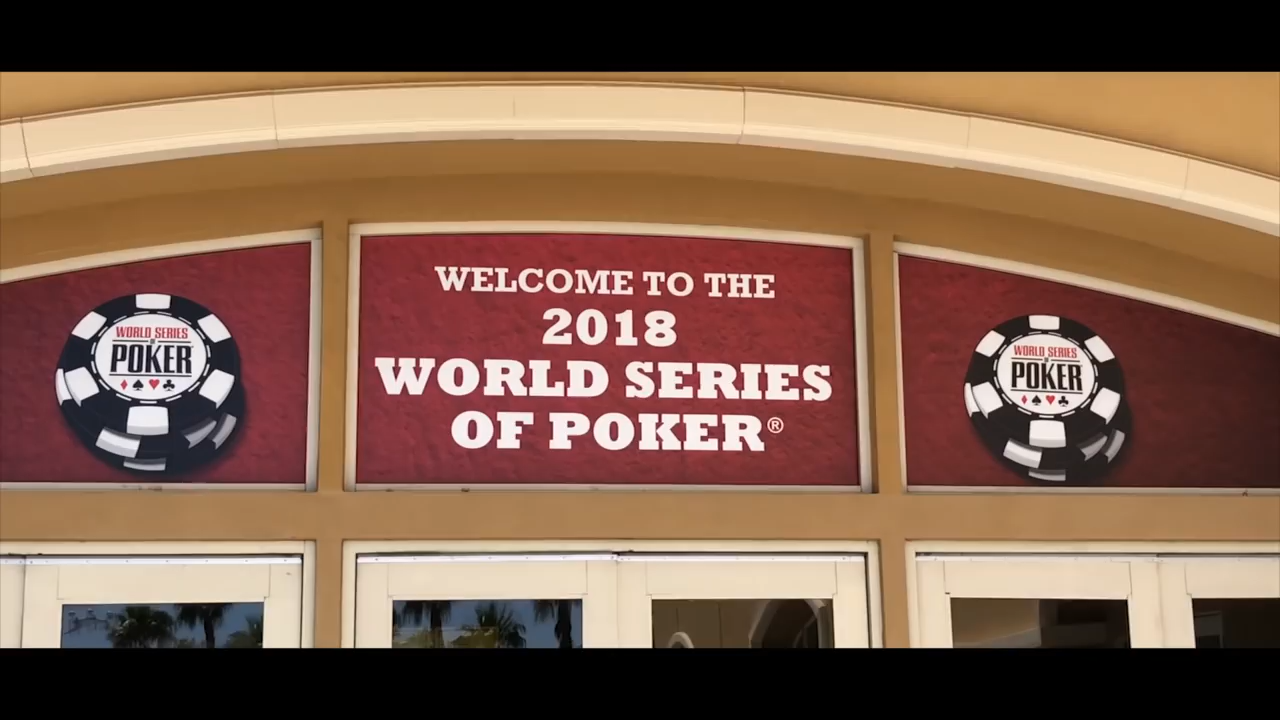 WELCOME TO THE
2018
WORLD SERIES
OF POKER®
WORLD SERIES
OF
POKER
WORLD SERIES
OF
POKER